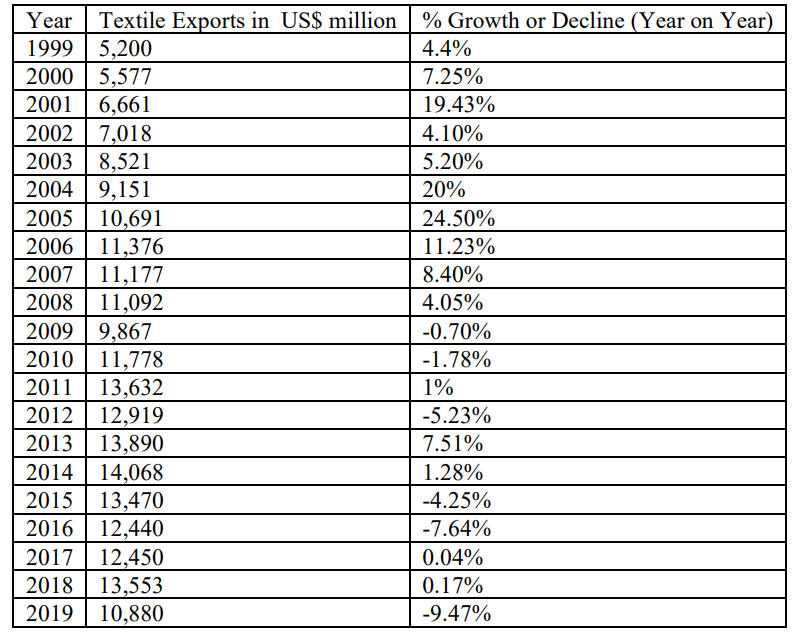 Year Textile Exports in US$ million % Growth or Decline (Year on Year)
1999 5,200 4.4%
2000 5,577 7.25%
2001 6,661 19.43%
2002 7,018 4.10%
2003 8,521 5.20%
2004 9,151 20%
2005 10,691 24.50%
2006 11,376 11.23%
2007 11,177 8.40%
2008 11,092 4.05%
2009 9,867 -0.70%
2010 11,778 -1.78%
2011 13,632 1%
2012 12,919 -5.23%
2013 13,890 7.51%
2014 14,068 1.28%
2015 13,470 -4.25%
2016 12,440 -7.64%
2017 12,450 0.04%
2018 13,553 0.17%
2019 10,880 -9.47%